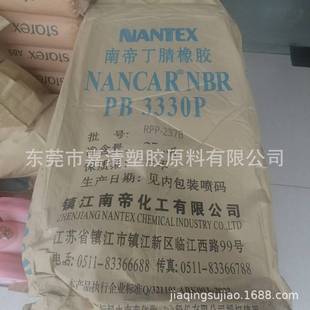 NANTEX
南帝丁腈橡胶
NANCAR® NBR
PB 3330P
批 号: RPP-237B
东莞市嘉清塑胶原料有限公司
生产日期: 见内包装喷码
镇江南帝化工有限公司
ZHENJIANG NANTEX CHEMICAL INDUSTRY CO., LTD.
江苏省镇江市镇江新区临江西路99号
电话: 0511-83366688 传真: 0511-83366788
jiaqingsujiao.1688.com
storex